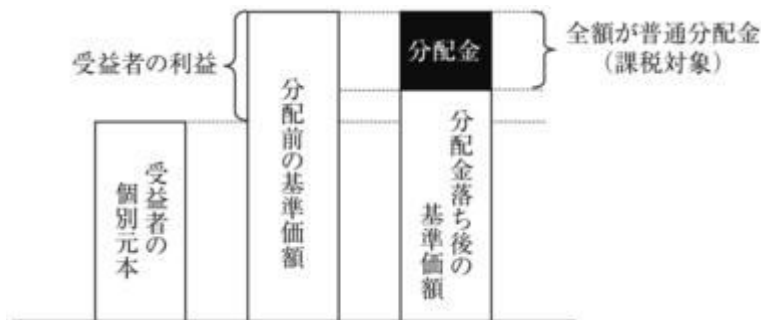 受益者の利益
分配金
全額が普通分配金
（課税対象）
受益者の
個別元本
分配前の基準価額
分配金落ち後の
基準価額